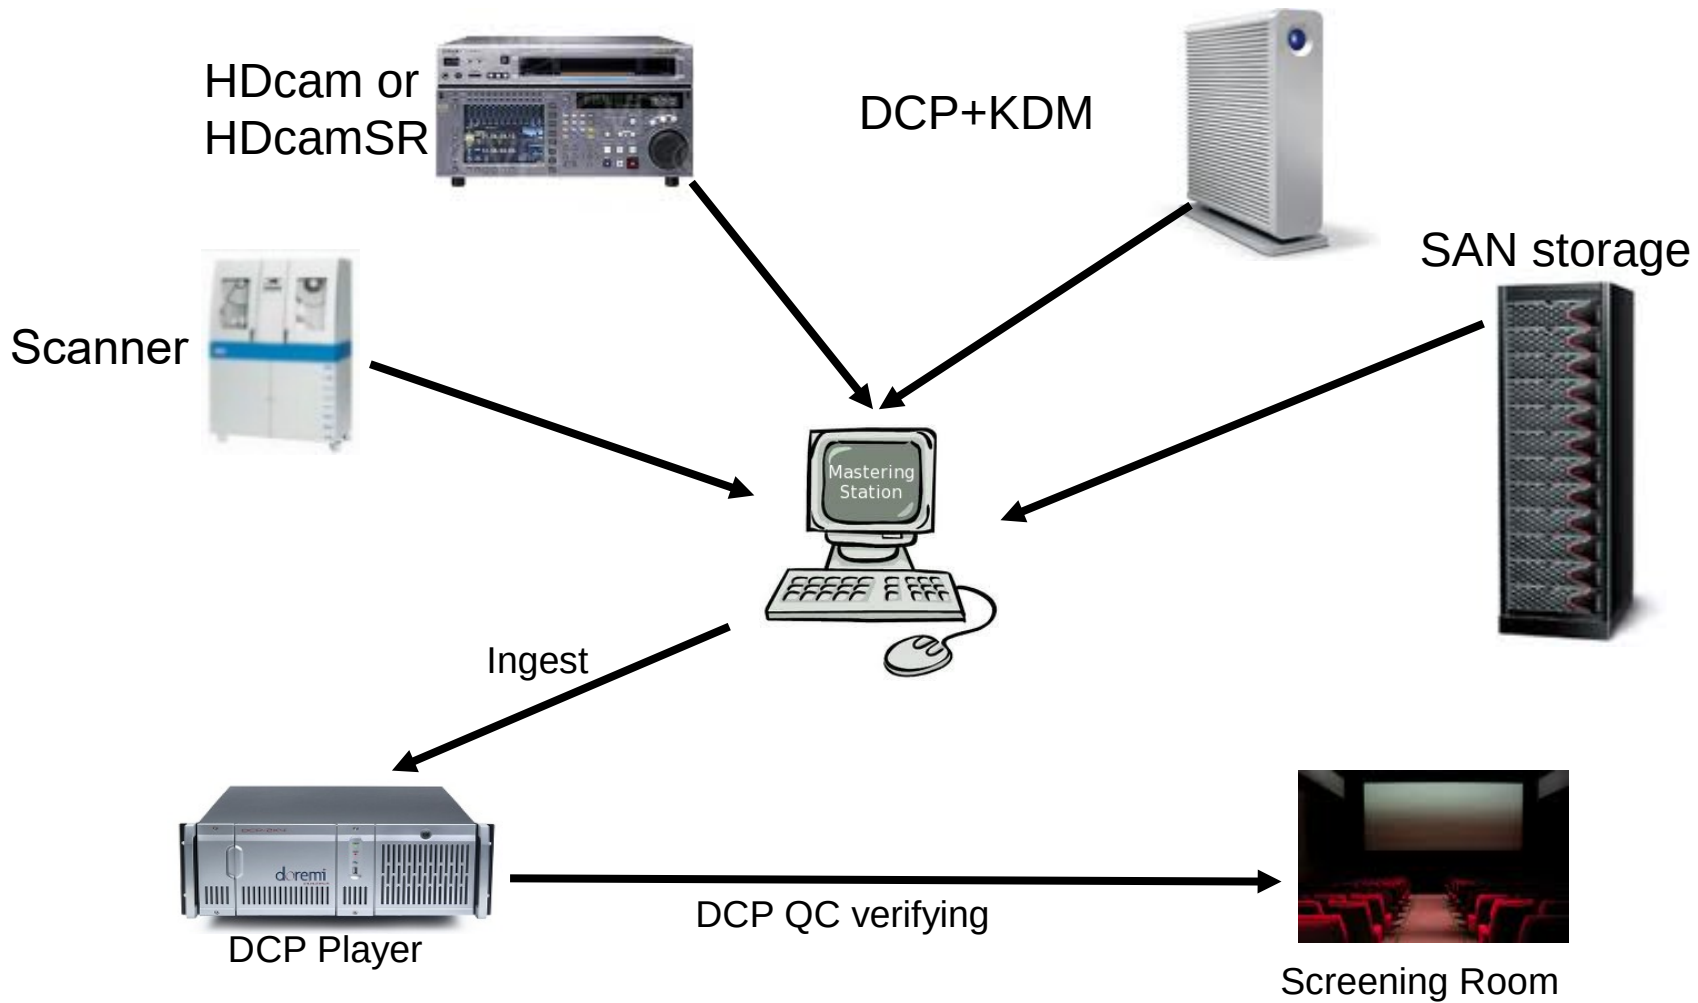 HDcam or
HDcamSR
DCP+KDM
SAN storage
Scanner
Mastering
Station
Ingest
doremi
DCP Player
DCP QC verifying
Screening Room